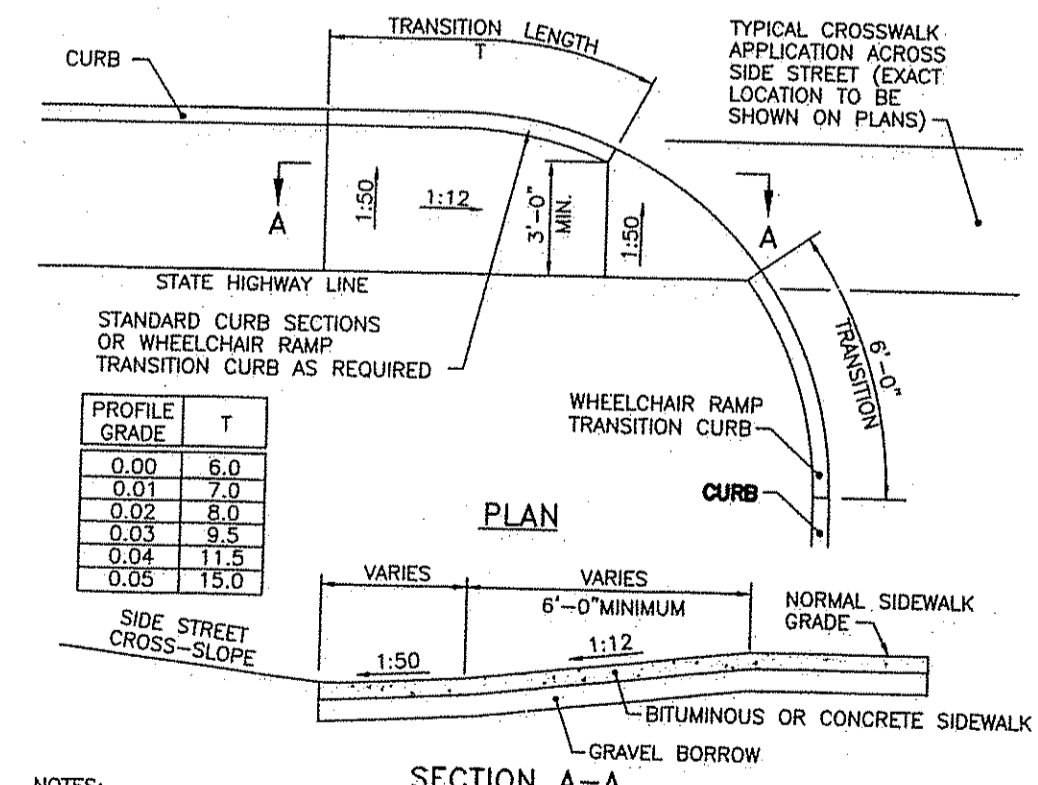 TRANSITION LENGTH
T
TYPICAL CROSSWALK
APPLICATION ACROSS
SIDE STREET (EXACT
LOCATION TO BE
SHOWN ON PLANS)
CURB
A
1:50
1:12
3'-0"
MIN.
1:50
A
STATE HIGHWAY LINE
STANDARD CURB SECTIONS
OR WHEELCHAIR RAMP
TRANSITION CURB AS REQUIRED
6'-0"
TRANSITION
WHEELCHAIR RAMP
TRANSITION CURB
CURB
PROFILE GRADE T
0.00 6.0
0.01 7.0
0.02 8.0
0.03 9.5
0.04 11.5
0.05 15.0
PLAN
VARIES
VARIES
6'-0"MINIMUM
NORMAL SIDEWALK
GRADE
SIDE STREET
CROSS-SLOPE
1:50
1:12
BITUMINOUS OR CONCRETE SIDEWALK
GRAVEL BORROW
NOTES:
SECTION A-A